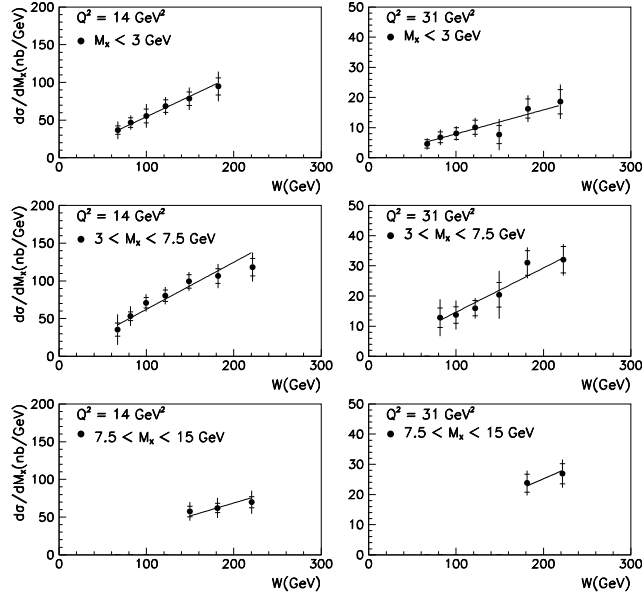 Q² = 14 GeV²
● Mₓ < 3 GeV
dσ/dMₓ(nb/GeV)
200
150
100
50
0
0 100 200 300
W(GeV)
Q² = 31 GeV²
● Mₓ < 3 GeV
50
40
30
20
10
0
0 100 200 300
W(GeV)
Q² = 14 GeV²
● 3 < Mₓ < 7.5 GeV
dσ/dMₓ(nb/GeV)
200
150
100
50
0
0 100 200 300
W(GeV)
Q² = 31 GeV²
● 3 < Mₓ < 7.5 GeV
50
40
30
20
10
0
0 100 200 300
W(GeV)
Q² = 14 GeV²
● 7.5 < Mₓ < 15 GeV
dσ/dMₓ(nb/GeV)
200
150
100
50
0
0 100 200 300
W(GeV)
Q² = 31 GeV²
● 7.5 < Mₓ < 15 GeV
50
40
30
20
10
0
0 100 200 300
W(GeV)